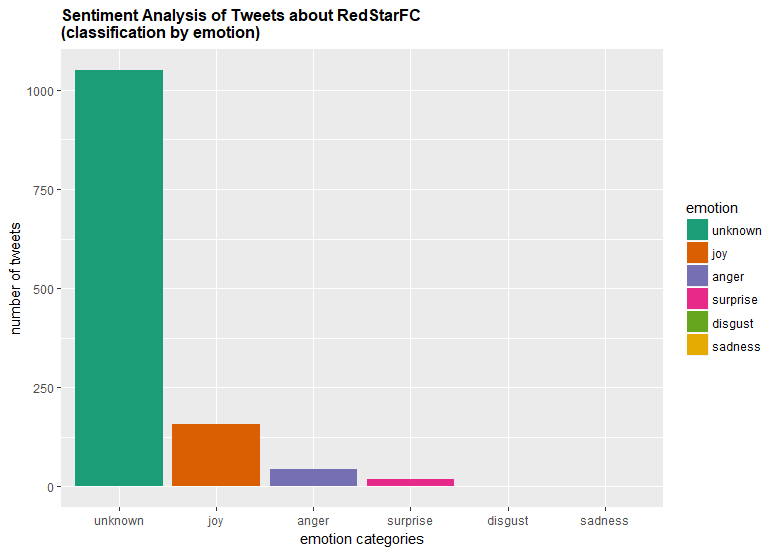 Sentiment Analysis of Tweets about RedStarFC
(classification by emotion)
number of tweets
1000
750
500
250
0
unknown joy anger surprise disgust sadness
emotion categories
emotion
unknown
joy
anger
surprise
disgust
sadness